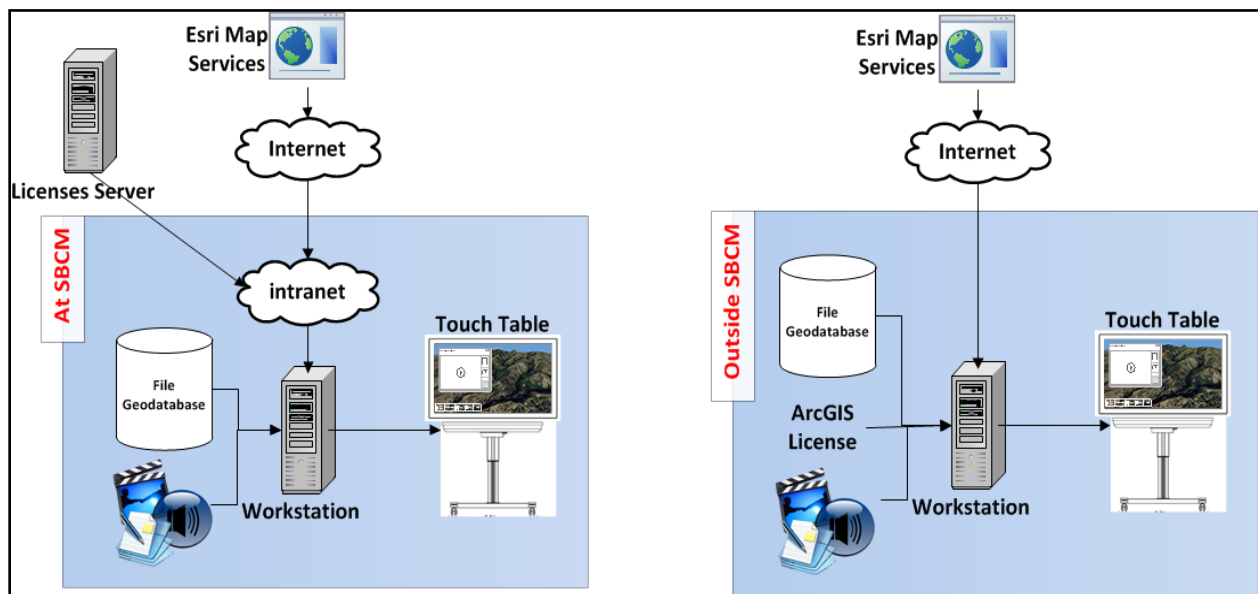 Esri Map
Services
Internet
Licenses Server
At SBCM
intranet
Touch Table
File
Geodatabase
Workstation
Esri Map
Services
Internet
Outside SBCM
File
Geodatabase
Touch Table
ArcGIS
License
Workstation